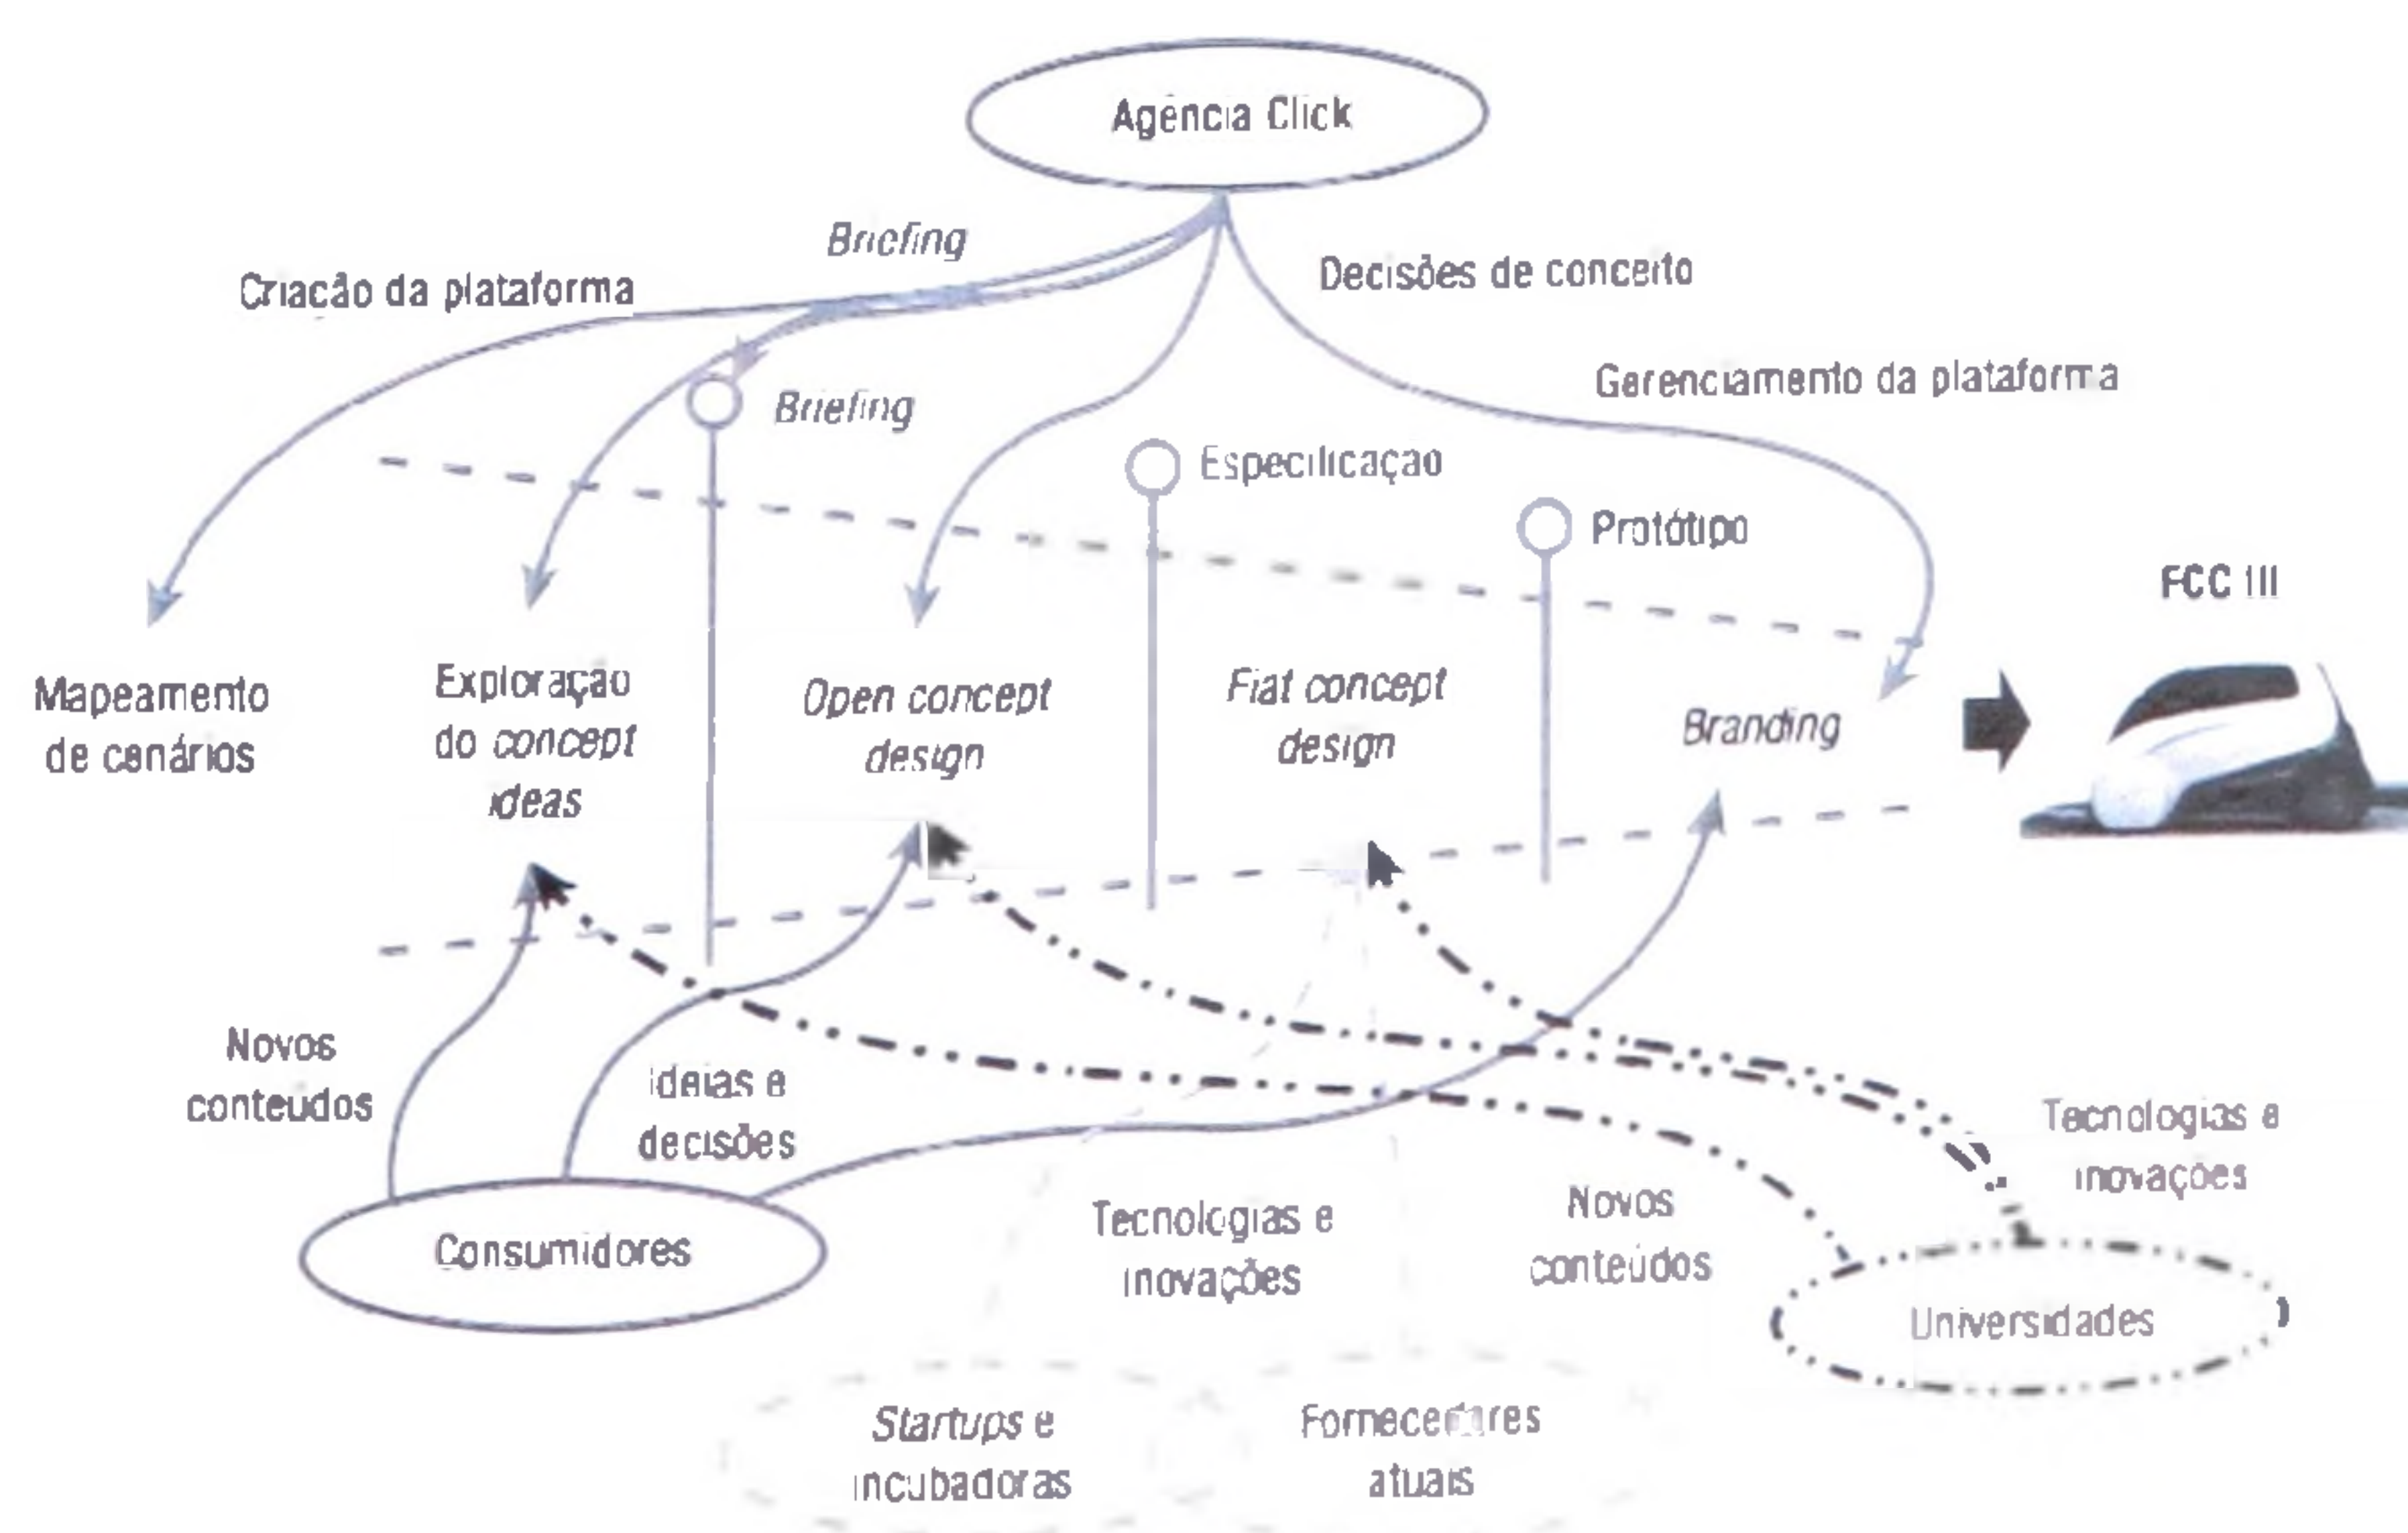 Agência Click
Briefing
Criação da plataforma
Decisões de conceito
Gerenciamento da plataforma
Briefing
Especificação
Protótipo
FCC III
Mapeamento
de cenários
Exploração
do concept
ideas
Open concept
design
Fiat concept
design
Branding
Novos
conteúdos
Ideias e
decisões
Consumidores
Tecnologias e
inovações
Novos
conteúdos
Tecnologias e
inovações
Universidades
Startups e
incubadoras
Fornecedores
atuais